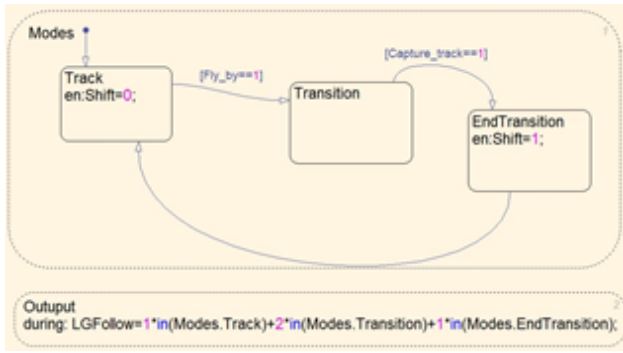 Modes
1
[Capture_track==1]
Track
en:Shift=0;
[Fly_by==1]
Transition
EndTransition
en:Shift=1;
2
Outuput
during: LGFollow=1*in(Modes.Track)+2*in(Modes.Transition)+1*in(Modes.EndTransition);